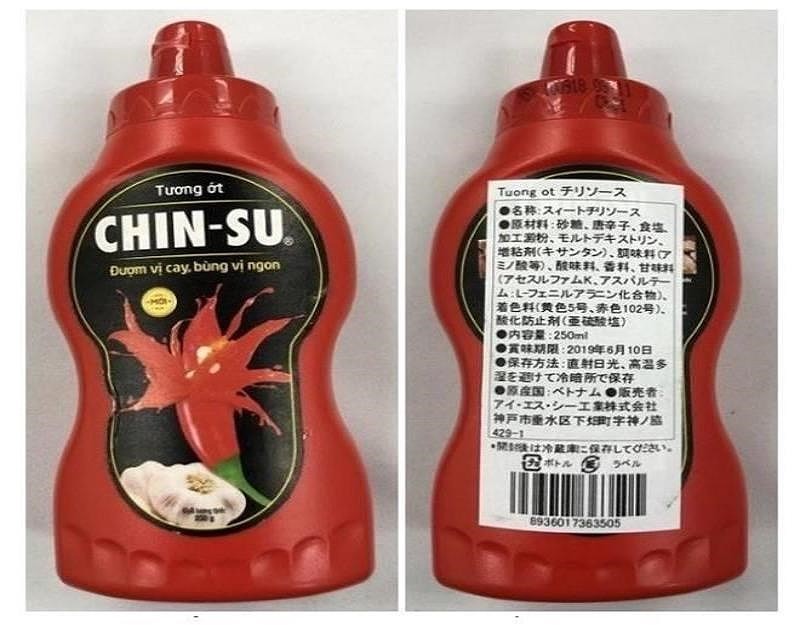 Tương ớt
CHIN-SU®
Đượm vị cay, bùng vị ngon
MỚI
250 g
Tuong ot チリソース
●名称:スィートチリソース
●原材料:砂糖、唐辛子、食塩、
加工澱粉、モルトデキストリン、
増粘剤(キサンタン)、調味料(ア
ミノ酸等)、酸味料、香料、甘味料
(アセスルファムK、アスパルテー
ム:L-フェニルアラニン化合物)、
着色料(黄色5号、赤色102号)、
酸化防止剤(亜硫酸塩)
●内容量:250ml
●賞味期限:2019年6月10日
●保存方法:直射日光、高温多
湿を避けて冷暗所で保存
●原産国:ベトナム ●販売者:
アイ・エス・シー工業株式会社
神戸市垂水区下畑町字神ノ脇
429-1
*開封後は冷蔵庫に保存してください。
ボトル ラベル
8936017363505